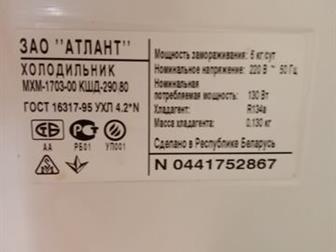 ЗАО "АТЛАНТ"
ХОЛОДИЛЬНИК
МХМ-1703-00 КШД-290\80
ГОСТ 16317-95 УХЛ 4.2*N
АА РБ01 УП001
Мощность замораживания: 6 кг/сут
Номинальное напряжение: 220 В ~ 50 Гц
Номинальная
потребляемая мощность: 130 Вт
Хладагент: R134a
Масса хладагента: 0,130 кг
Сделано в Республике Беларусь
N 0441752867